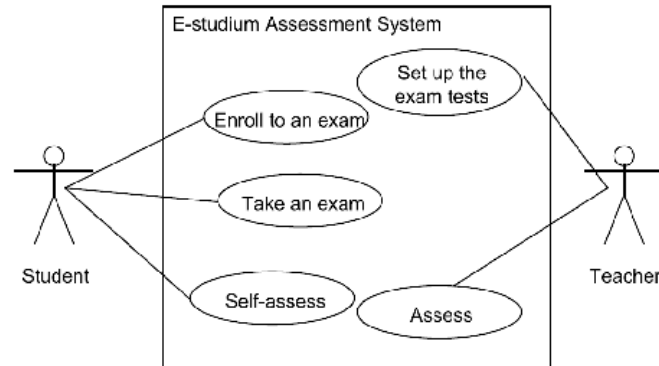 E-studium Assessment System
Set up the
exam tests
Enroll to an exam
Take an exam
Student
Teacher
Self-assess
Assess